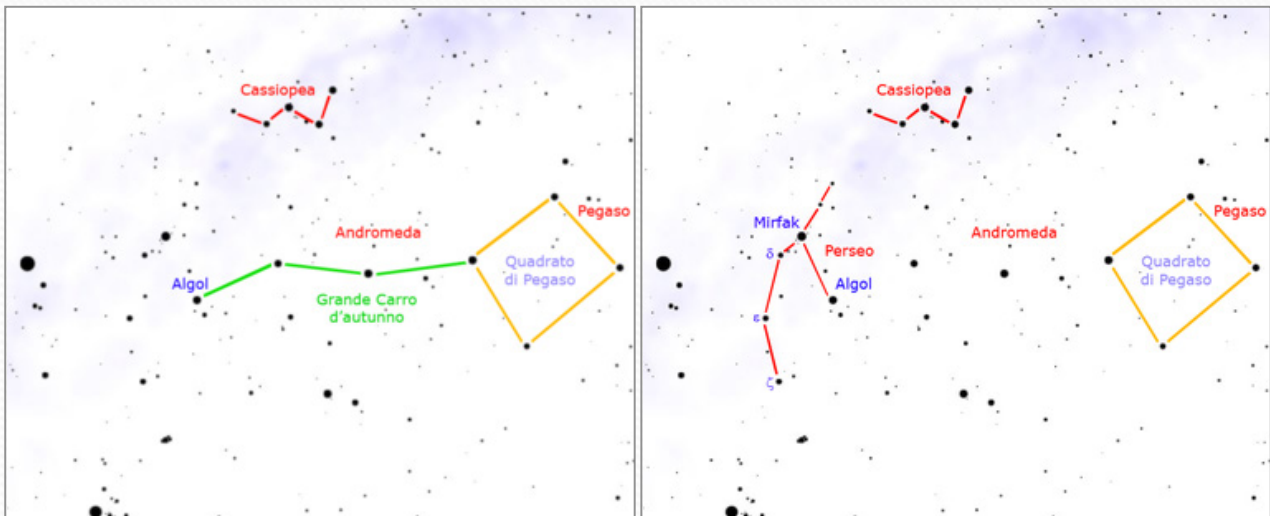 Cassiopea
Pegaso
Andromeda
Algol
Quadrato
di Pegaso
Grande Carro
d'autunno
Cassiopea
Pegaso
Mirfak
Andromeda
Perseo
δ
Quadrato
di Pegaso
Algol
ε
ζ